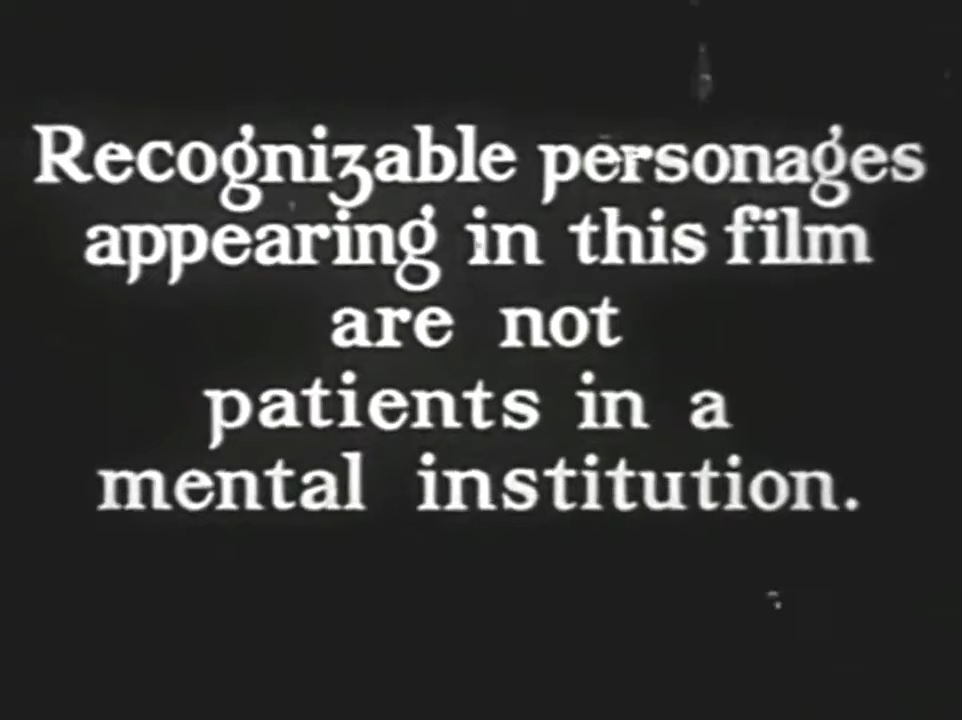 Recognizable personages
appearing in this film
are not
patients in a
mental institution.